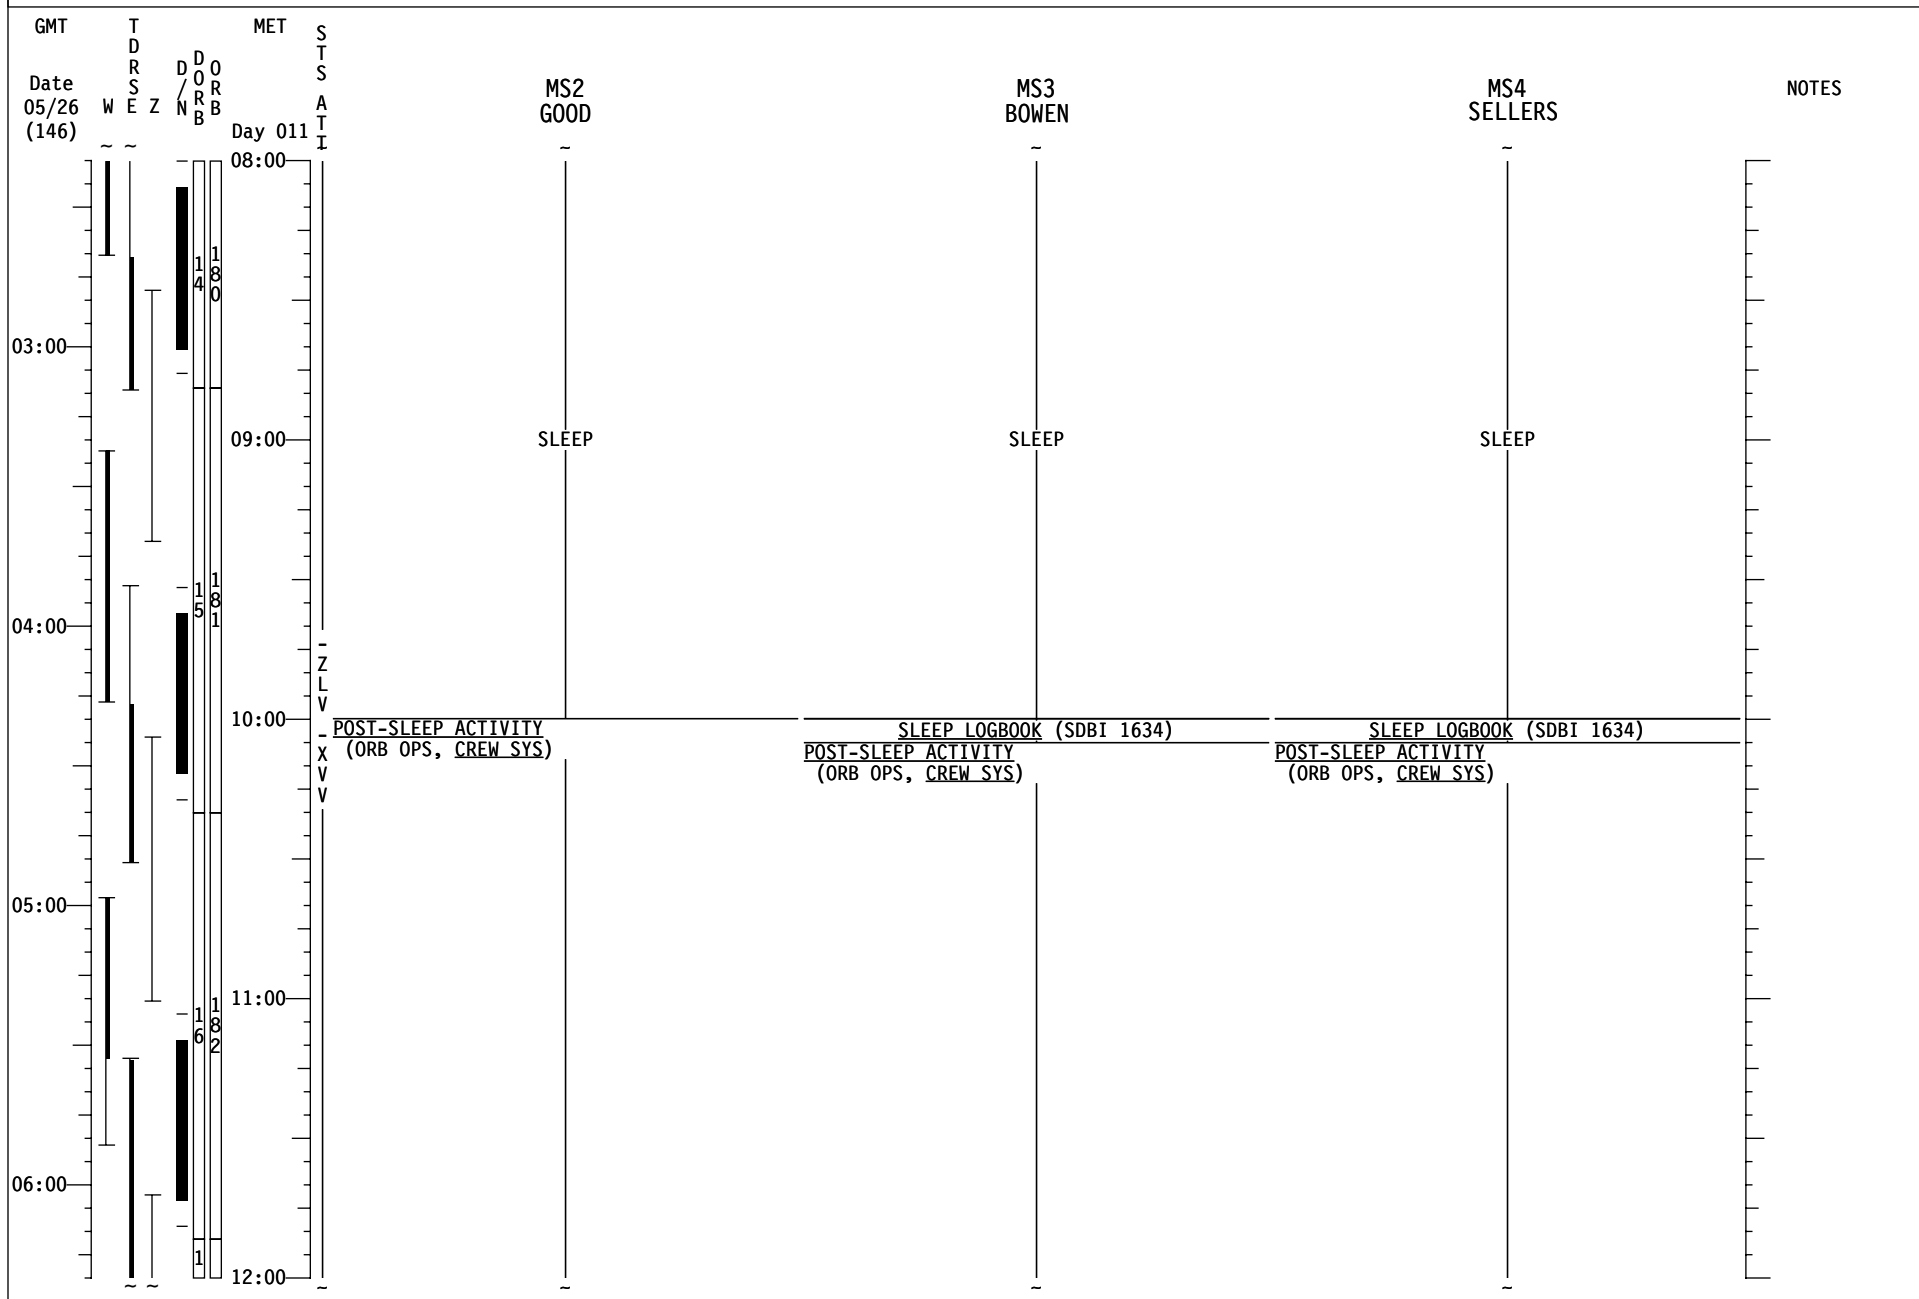 GMT
TDRS
MET
STS ATT
Date
05/26
(146)
W E Z
D/N
DORB
ORB
Day 011
MS2
GOOD
MS3
BOWEN
MS4
SELLERS
NOTES
~ ~ ~ ~ ~
08:00
14
180
03:00
09:00
SLEEP
SLEEP
SLEEP
15
181
04:00
-ZLV
10:00
POST-SLEEP ACTIVITY
(ORB OPS, CREW SYS)
SLEEP LOGBOOK (SDBI 1634)
POST-SLEEP ACTIVITY
(ORB OPS, CREW SYS)
SLEEP LOGBOOK (SDBI 1634)
POST-SLEEP ACTIVITY
(ORB OPS, CREW SYS)
-XVV
05:00
11:00
16
182
06:00
1
12:00
~ ~ ~ ~ ~ ~